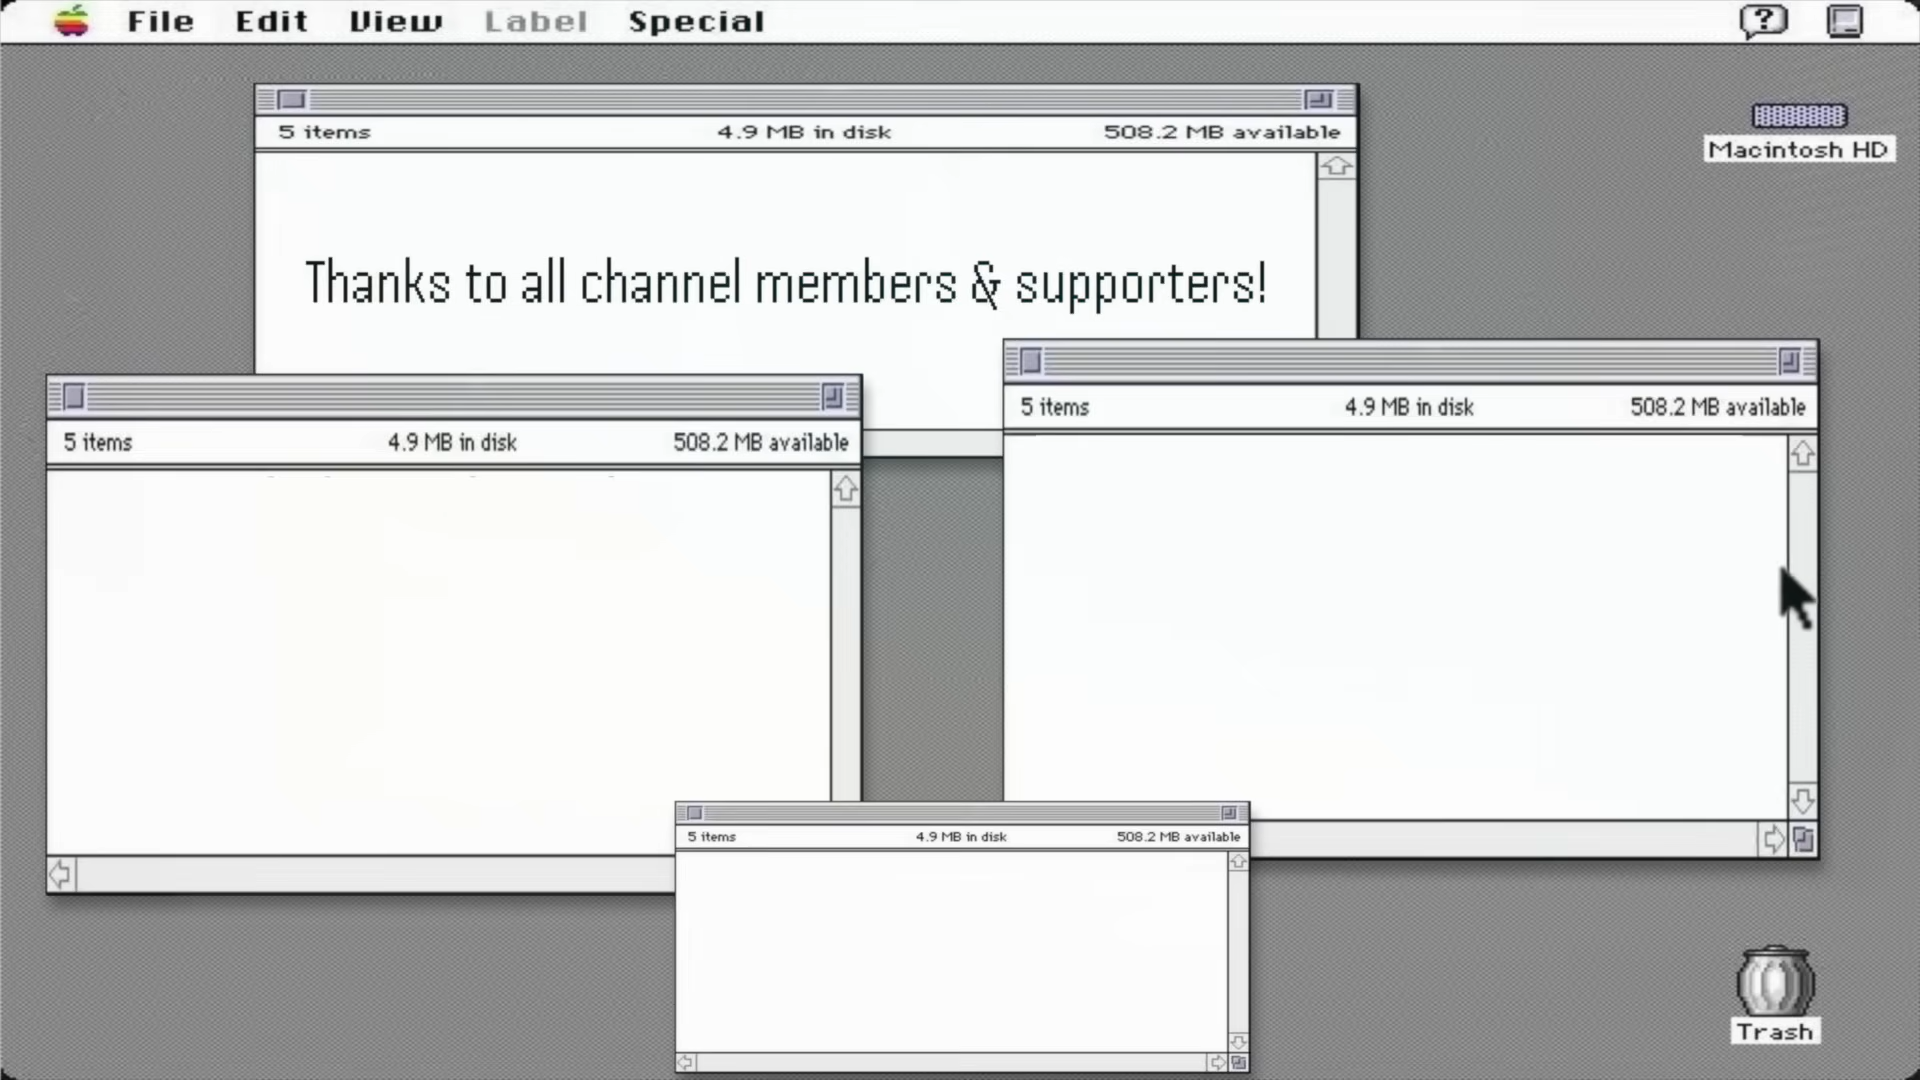 File Edit View Label Special
Macintosh HD
5 items 4.9 MB in disk 508.2 MB available
Thanks to all channel members & supporters!
5 items 4.9 MB in disk 508.2 MB available
5 items 4.9 MB in disk 508.2 MB available
5 items 4.9 MB in disk 508.2 MB available
Trash